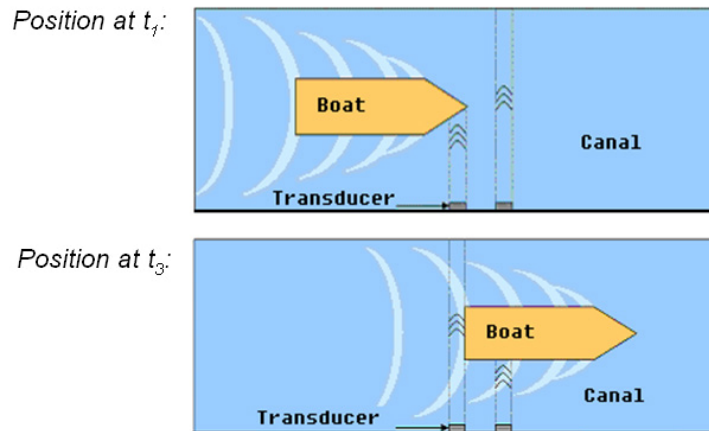 Position at t1:
Boat
Canal
Transducer
Position at t3:
Boat
Canal
Transducer